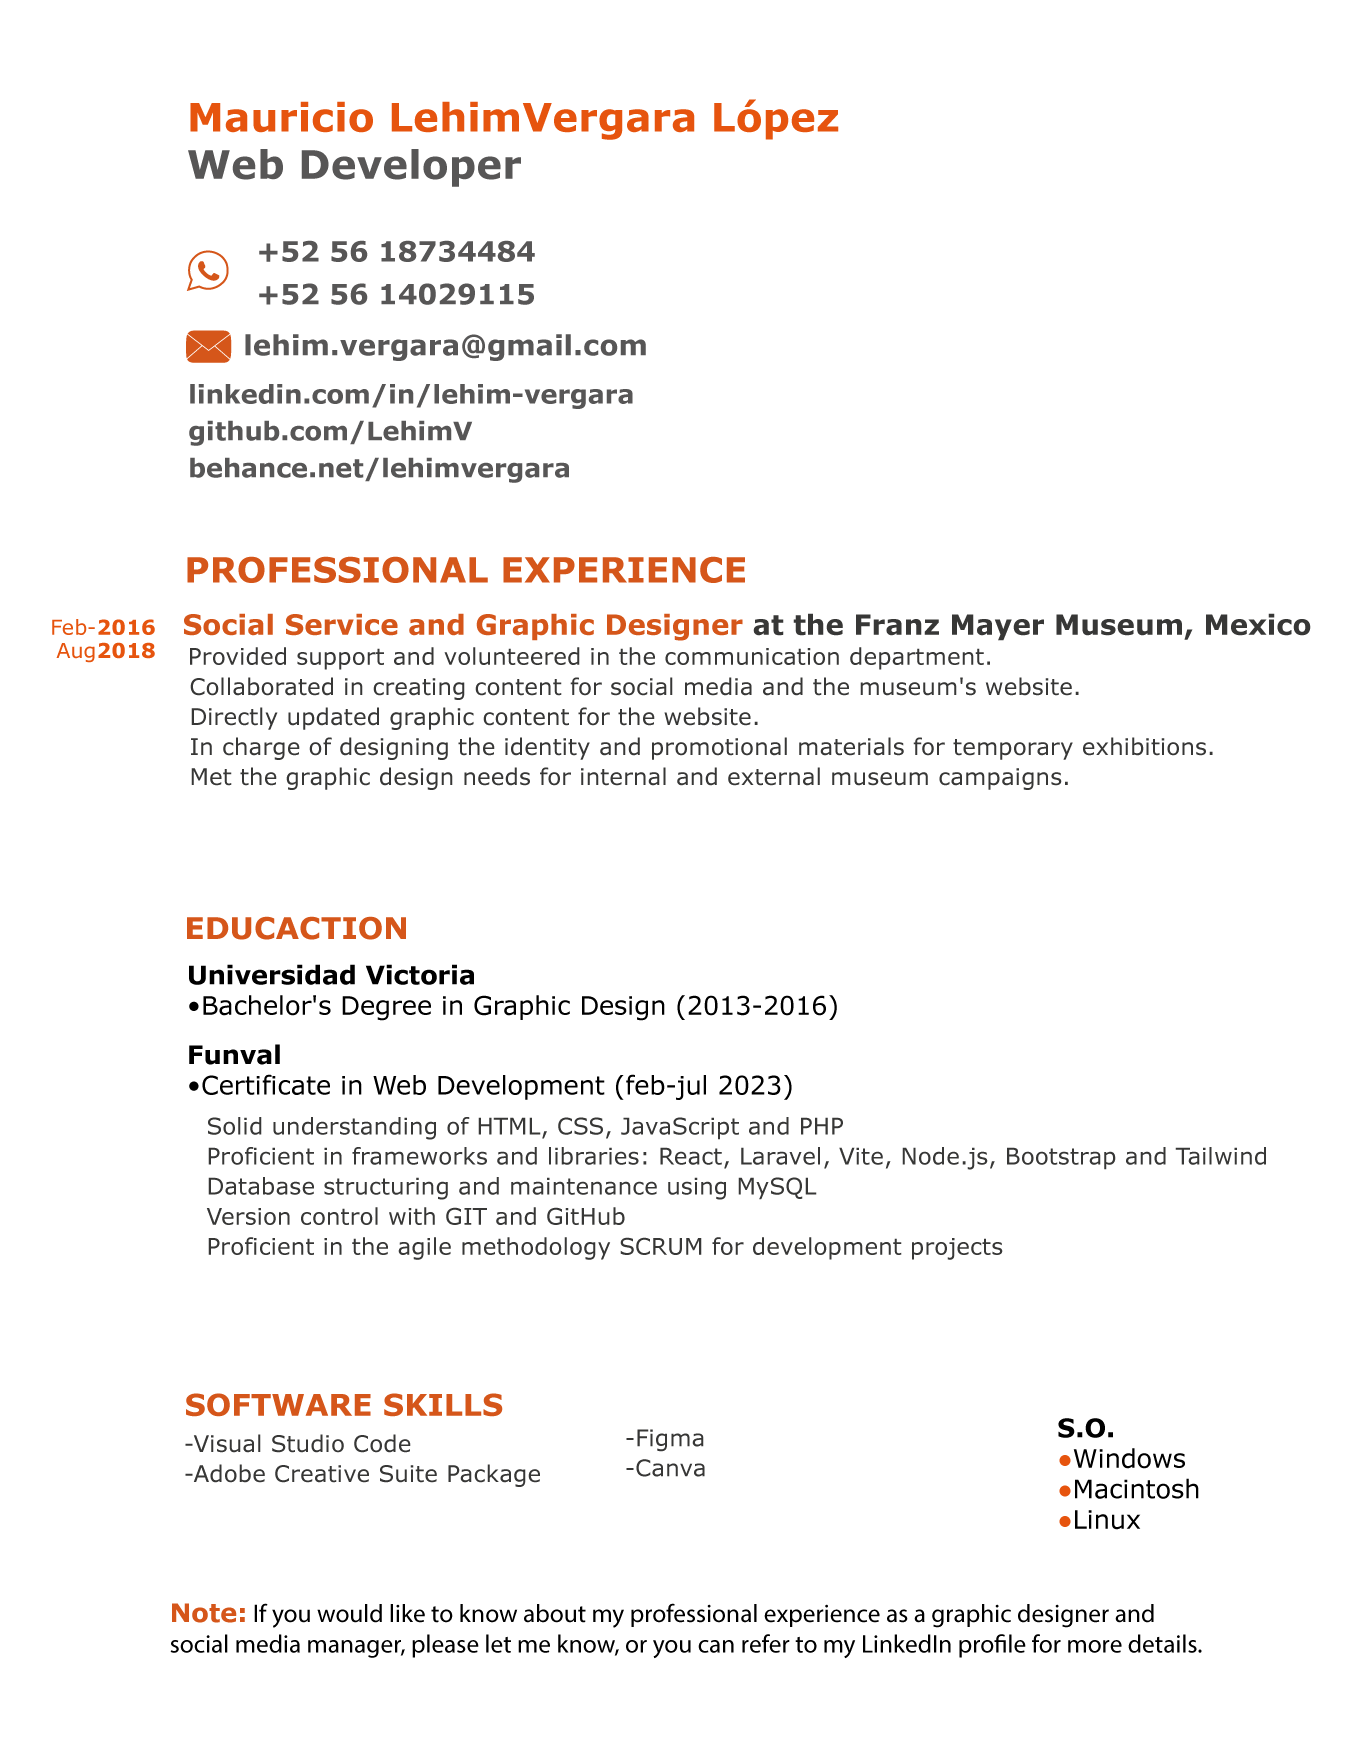 Mauricio LehimVergara López
Web Developer
+52 56 18734484
+52 56 14029115
lehim.vergara@gmail.com
linkedin.com/in/lehim-vergara
github.com/LehimV
behance.net/lehimvergara
PROFESSIONAL EXPERIENCE
Feb-2016
Aug2018
Social Service and Graphic Designer at the Franz Mayer Museum, Mexico
Provided support and volunteered in the communication department.
Collaborated in creating content for social media and the museum's website.
Directly updated graphic content for the website.
In charge of designing the identity and promotional materials for temporary exhibitions.
Met the graphic design needs for internal and external museum campaigns.
EDUCACTION
Universidad Victoria
•Bachelor's Degree in Graphic Design (2013-2016)
Funval
•Certificate in Web Development (feb-jul 2023)
Solid understanding of HTML, CSS, JavaScript and PHP
Proficient in frameworks and libraries: React, Laravel, Vite, Node.js, Bootstrap and Tailwind
Database structuring and maintenance using MySQL
Version control with GIT and GitHub
Proficient in the agile methodology SCRUM for development projects
SOFTWARE SKILLS
-Visual Studio Code
-Adobe Creative Suite Package
-Figma
-Canva
S.O.
•Windows
•Macintosh
•Linux
Note: If you would like to know about my professional experience as a graphic designer and
social media manager, please let me know, or you can refer to my LinkedIn profile for more details.